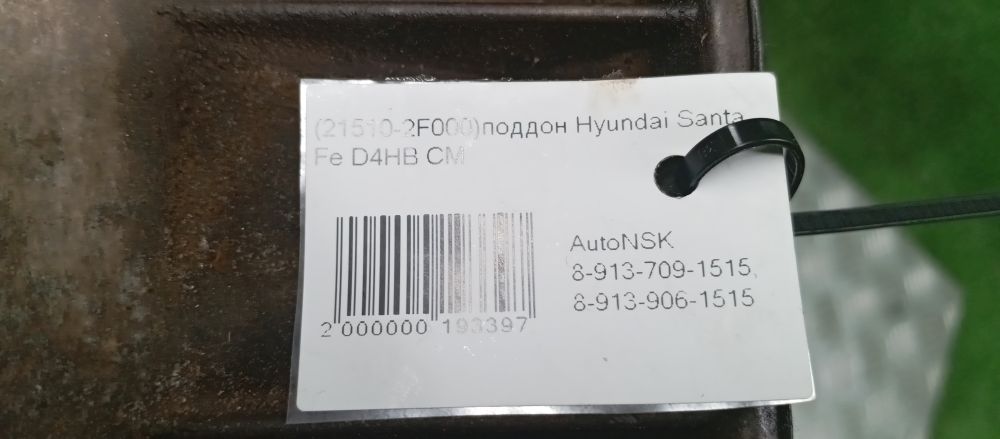 (21510-2F000)поддон Hyundai Santa
Fe D4HB CM
AutoNSK
8-913-709-1515,
8-913-906-1515
2 000000 193397